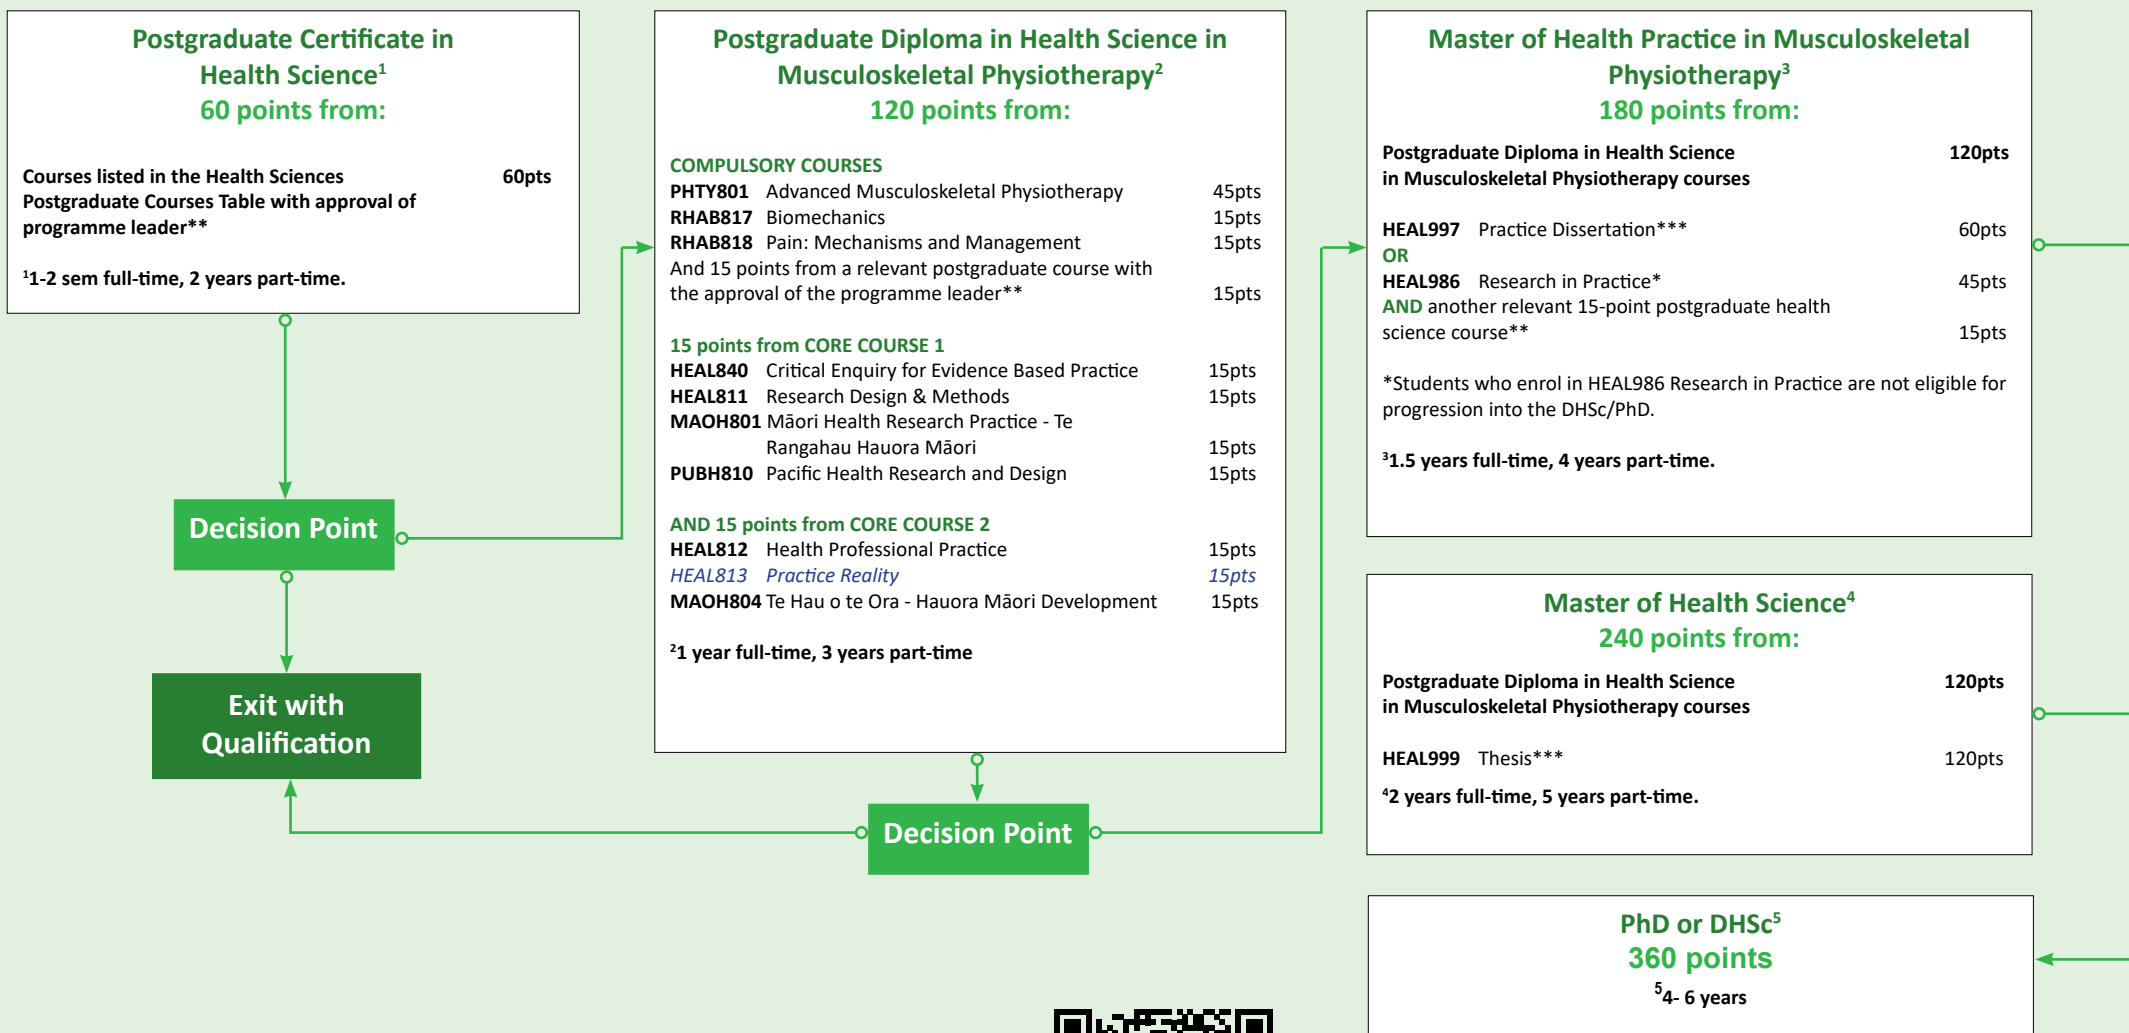 Postgraduate Certificate in
Health Science¹
60 points from:
Courses listed in the Health Sciences 60pts
Postgraduate Courses Table with approval of
programme leader**
¹1-2 sem full-time, 2 years part-time.
Decision Point
Exit with
Qualification
Postgraduate Diploma in Health Science in
Musculoskeletal Physiotherapy²
120 points from:
COMPULSORY COURSES
PHTY801 Advanced Musculoskeletal Physiotherapy 45pts
RHAB817 Biomechanics 15pts
RHAB818 Pain: Mechanisms and Management 15pts
And 15 points from a relevant postgraduate course with
the approval of the programme leader** 15pts
15 points from CORE COURSE 1
HEAL840 Critical Enquiry for Evidence Based Practice 15pts
HEAL811 Research Design & Methods 15pts
MAOH801 Māori Health Research Practice - Te
Rangahau Hauora Māori 15pts
PUBH810 Pacific Health Research and Design 15pts
AND 15 points from CORE COURSE 2
HEAL812 Health Professional Practice 15pts
HEAL813 Practice Reality 15pts
MAOH804 Te Hau o te Ora - Hauora Māori Development 15pts
²1 year full-time, 3 years part-time
Decision Point
Master of Health Practice in Musculoskeletal
Physiotherapy³
180 points from:
Postgraduate Diploma in Health Science 120pts
in Musculoskeletal Physiotherapy courses
HEAL997 Practice Dissertation*** 60pts
OR
HEAL986 Research in Practice* 45pts
AND another relevant 15-point postgraduate health
science course** 15pts
*Students who enrol in HEAL986 Research in Practice are not eligible for
progression into the DHSc/PhD.
³1.5 years full-time, 4 years part-time.
Master of Health Science⁴
240 points from:
Postgraduate Diploma in Health Science 120pts
in Musculoskeletal Physiotherapy courses
HEAL999 Thesis*** 120pts
⁴2 years full-time, 5 years part-time.
PhD or DHSc⁵
360 points
⁵4- 6 years